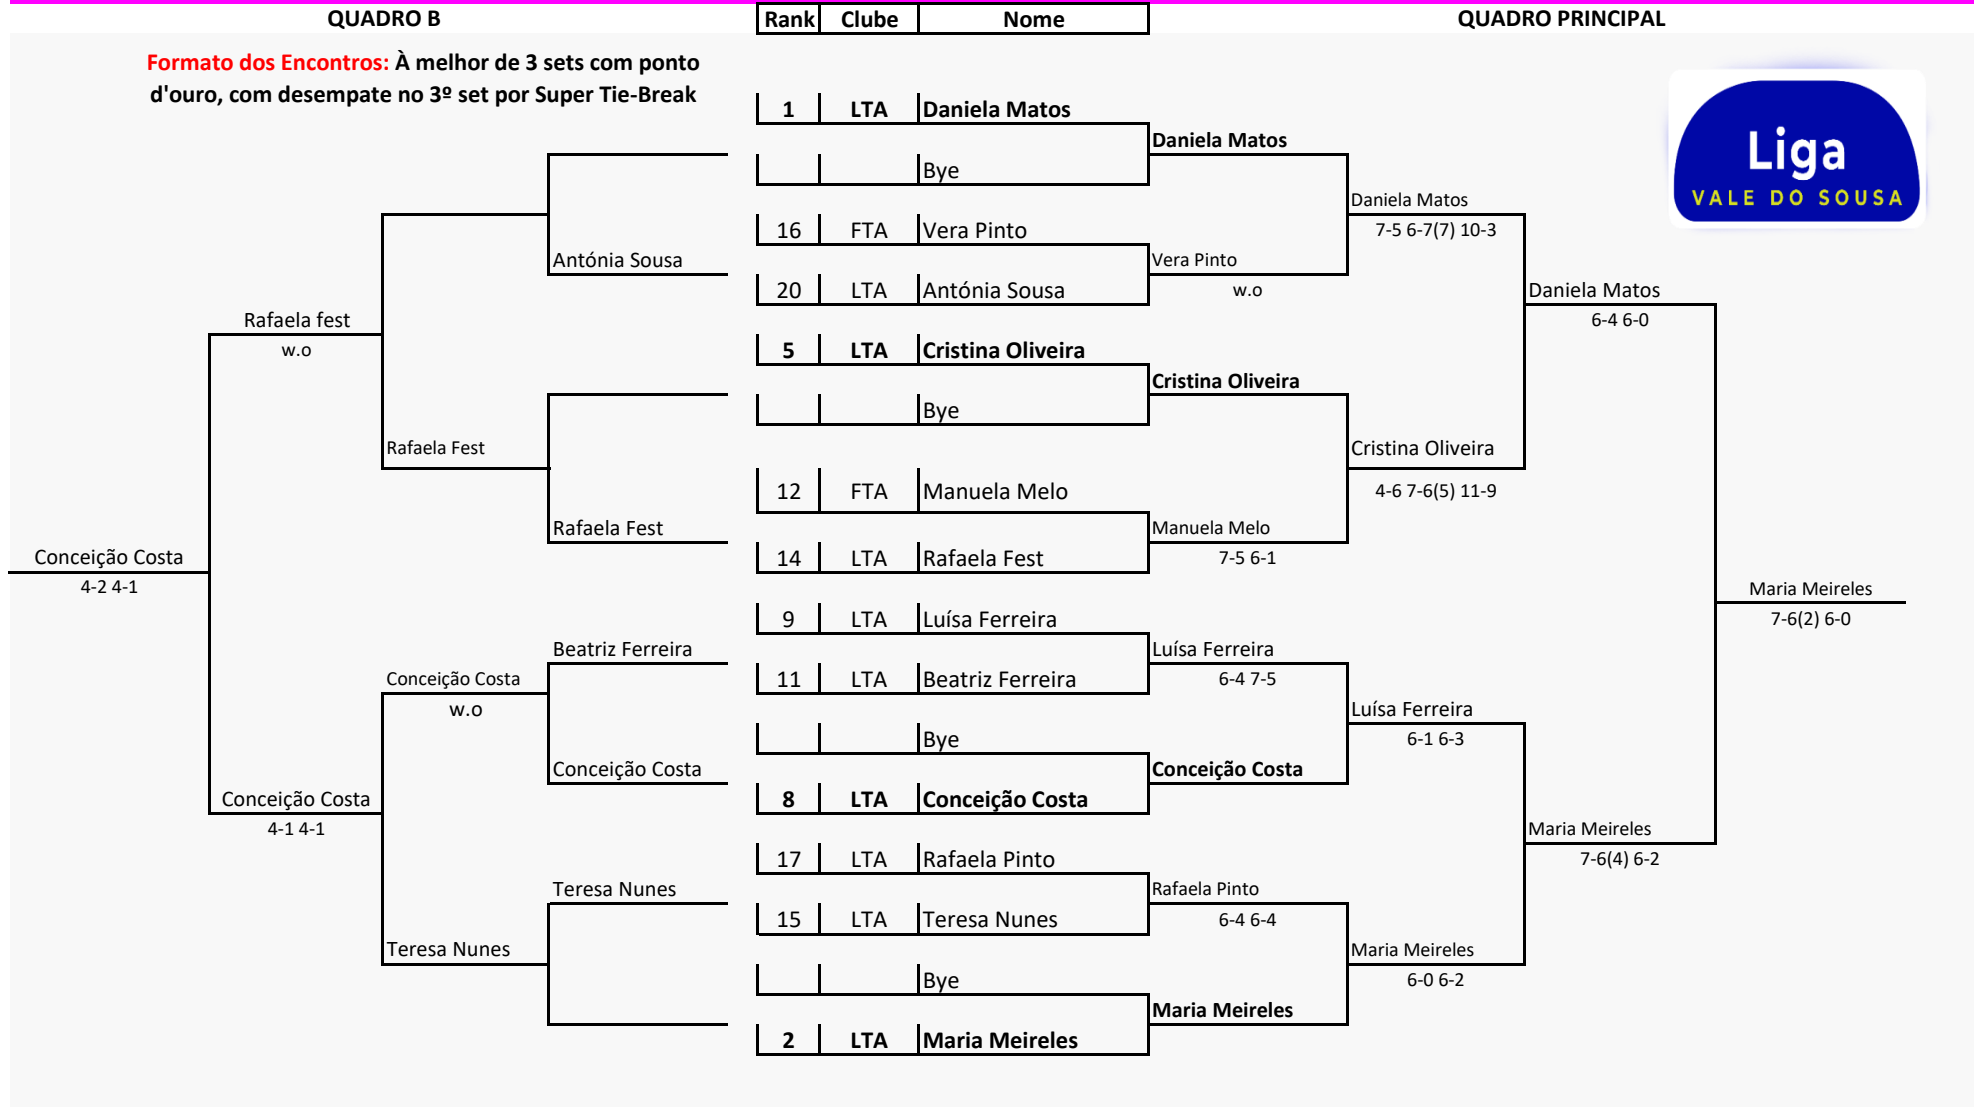 QUADRO B
Rank Clube Nome
QUADRO PRINCIPAL
Formato dos Encontros: À melhor de 3 sets com ponto
d'ouro, com desempate no 3º set por Super Tie-Break
Liga
VALE DO SOUSA
1 LTA Daniela Matos
Daniela Matos
Bye
Daniela Matos
16 FTA Vera Pinto
7-5 6-7(7) 10-3
Antónia Sousa
Vera Pinto
20 LTA Antónia Sousa
w.o
Daniela Matos
Rafaela fest
6-4 6-0
w.o
5 LTA Cristina Oliveira
Cristina Oliveira
Bye
Rafaela Fest
Cristina Oliveira
12 FTA Manuela Melo
4-6 7-6(5) 11-9
Rafaela Fest
Manuela Melo
Conceição Costa
14 LTA Rafaela Fest
7-5 6-1
4-2 4-1
Maria Meireles
9 LTA Luísa Ferreira
7-6(2) 6-0
Beatriz Ferreira
Luísa Ferreira
Conceição Costa
11 LTA Beatriz Ferreira
6-4 7-5
w.o
Luísa Ferreira
Bye
6-1 6-3
Conceição Costa
Conceição Costa
Conceição Costa
8 LTA Conceição Costa
4-1 4-1
Maria Meireles
17 LTA Rafaela Pinto
7-6(4) 6-2
Teresa Nunes
Rafaela Pinto
15 LTA Teresa Nunes
6-4 6-4
Teresa Nunes
Maria Meireles
Bye
6-0 6-2
Maria Meireles
2 LTA Maria Meireles